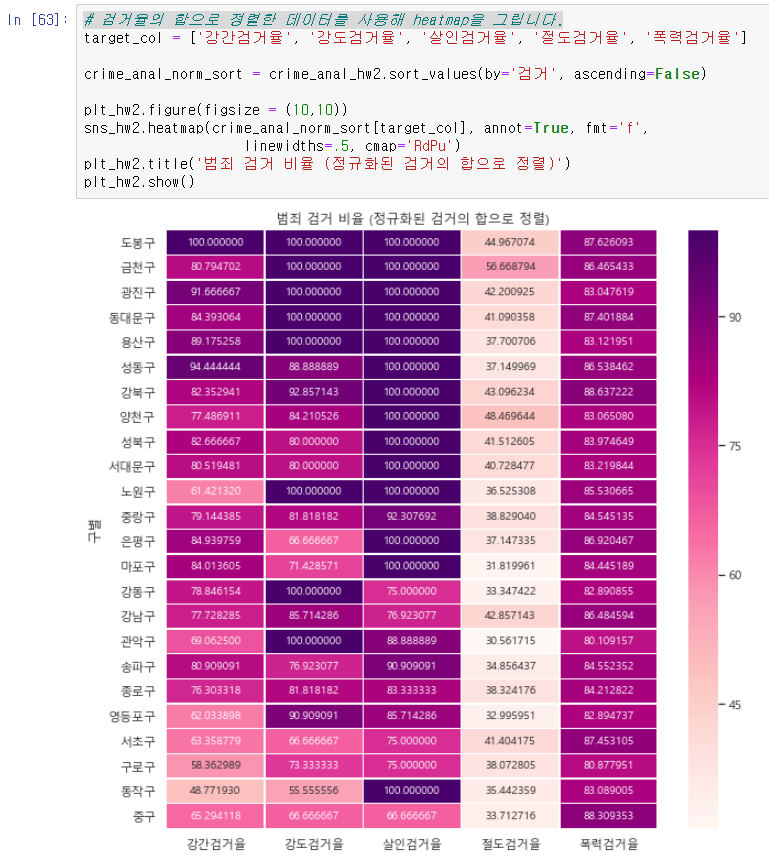 In [63]:
# 검거율의 합으로 정렬한 데이터를 사용해 heatmap을 그립니다.
target_col = ['강간검거율', '강도검거율', '살인검거율', '절도검거율', '폭력검거율']
crime_anal_norm_sort = crime_anal_hw2.sort_values(by='검거', ascending=False)
plt_hw2.figure(figsize = (10,10))
sns_hw2.heatmap(crime_anal_norm_sort[target_col], annot=True, fmt='f',
linewidths=.5, cmap='RdPu')
plt_hw2.title('범죄 검거 비율 (정규화된 검거의 합으로 정렬)')
plt_hw2.show()
범죄 검거 비율 (정규화된 검거의 합으로 정렬)
도봉구 100.000000 100.000000 100.000000 44.967074 87.626093
금천구 80.794702 100.000000 100.000000 56.668794 86.465433
광진구 91.666667 100.000000 100.000000 42.200925 83.047619
동대문구 84.393064 100.000000 100.000000 41.090358 87.401884
용산구 89.175258 100.000000 100.000000 37.700706 83.121951
성동구 94.444444 88.888889 100.000000 37.149969 86.538462
강북구 82.352941 92.857143 100.000000 43.096234 88.637222
양천구 77.486911 84.210526 100.000000 48.469644 83.065080
성북구 82.666667 80.000000 100.000000 41.512605 83.974649
서대문구 80.519481 80.000000 100.000000 40.728477 83.219844
노원구 61.421320 100.000000 100.000000 36.525308 85.530665
중랑구 79.144385 81.818182 92.307692 38.829040 84.545135
은평구 84.939759 66.666667 100.000000 37.147335 86.920467
마포구 84.013605 71.428571 100.000000 31.819961 84.445189
강동구 78.846154 100.000000 75.000000 33.347422 82.890855
강남구 77.728285 85.714286 76.923077 42.857143 86.484594
관악구 69.062500 100.000000 88.888889 30.561715 80.109157
송파구 80.909091 76.923077 90.909091 34.856437 84.552352
종로구 76.303318 81.818182 83.333333 38.324176 84.212822
영등포구 62.033898 90.909091 85.714286 32.995951 82.894737
서초구 63.358779 66.666667 75.000000 41.404175 87.453105
구로구 58.362989 73.333333 75.000000 38.072805 80.877951
동작구 48.771930 55.555556 100.000000 35.442359 83.089005
중구 65.294118 66.666667 66.666667 33.712716 88.309353
강간검거율 강도검거율 살인검거율 절도검거율 폭력검거율
구별
90
75
60
45